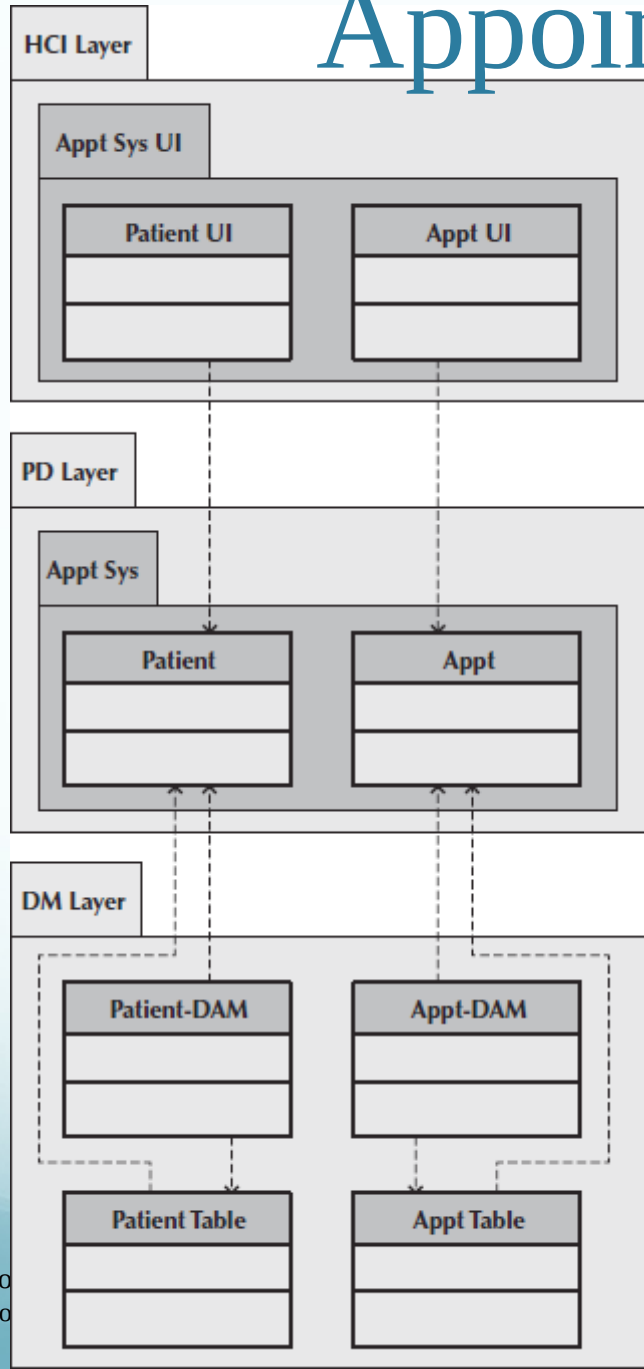 Appoin
HCI Layer
Appt Sys UI
Patient UI
Appt UI
PD Layer
Appt Sys
Patient
Appt
DM Layer
Patient-DAM
Appt-DAM
Patient Table
Appt Table